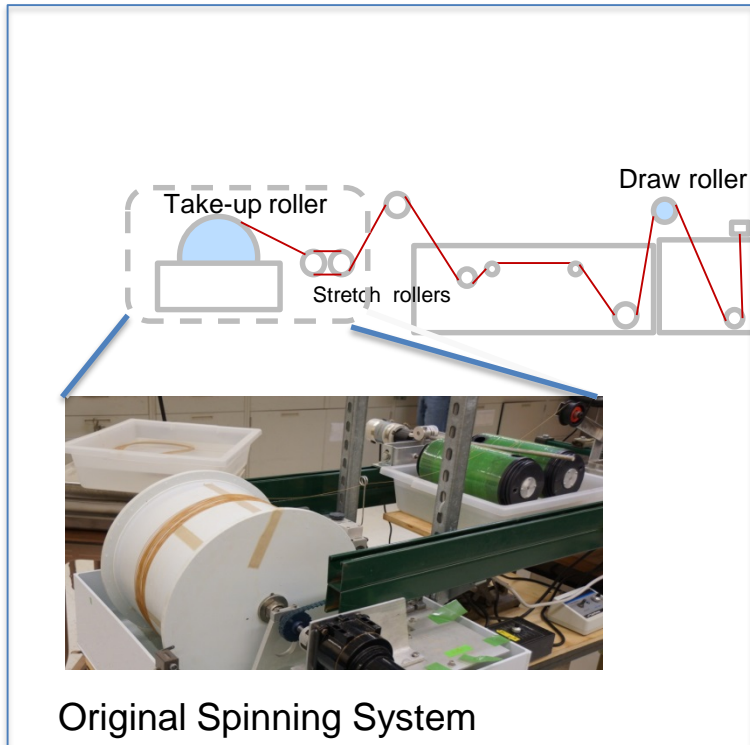 Draw roller
Take-up roller
Stretch rollers
Original Spinning System